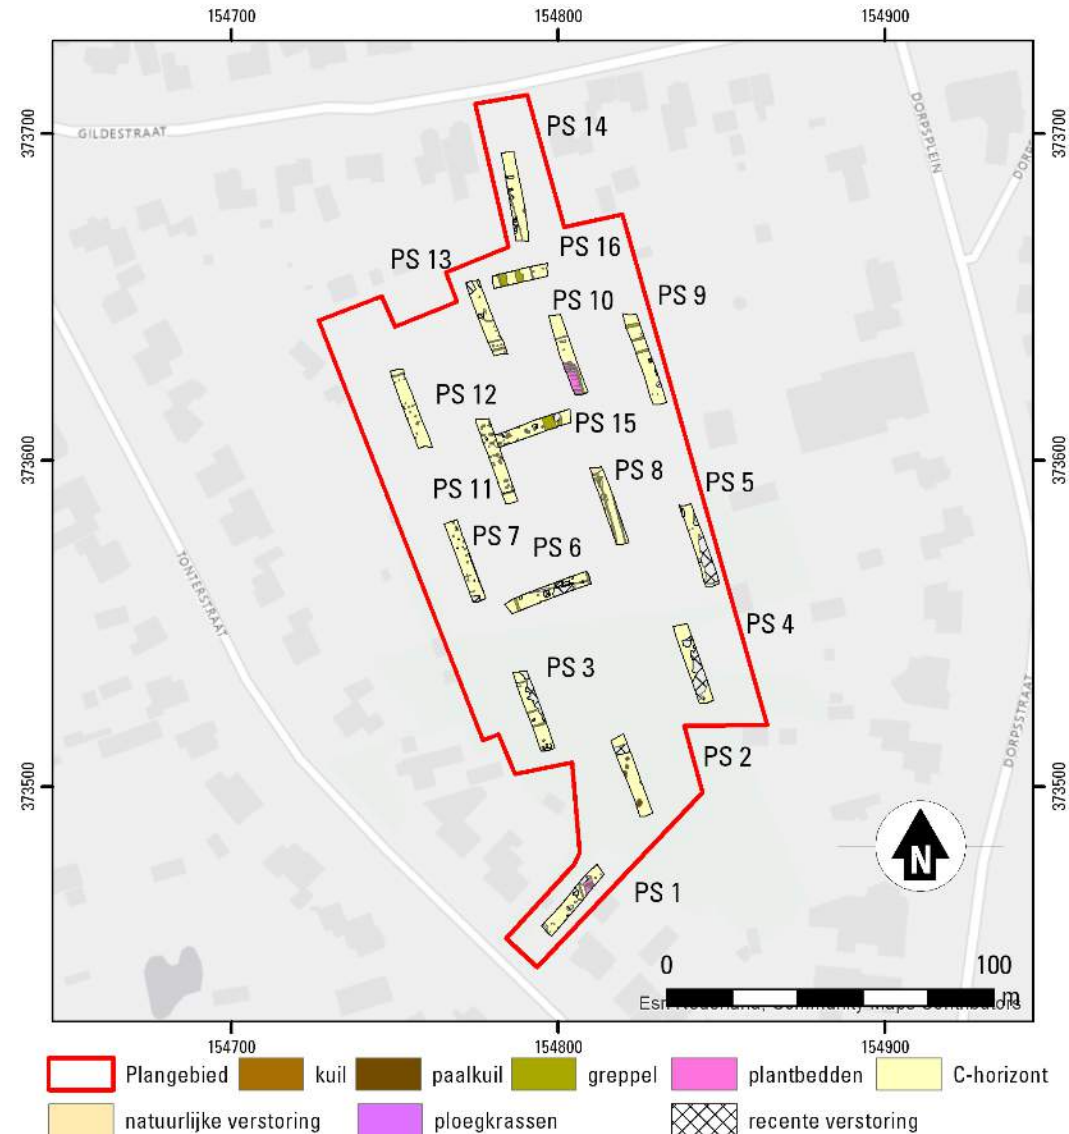 154700 154800 154900
373700 373700
GILDESTRAAT
DORPSPLEIN
PS 14
PS 13
PS 16
PS 10
PS 9
PS 12
PS 15
373600 373600
PS 8
PS 5
PS 11
PS 7
PS 6
TONTERSTRAAT
PS 4
PS 3
PS 2
DORPSSTRAAT
373500 373500
N
PS 1
0 100
m
154700 154800 154900
Plangebied kuil paalkuil greppel plantbedden C-horizont
natuurlijke verstoring ploegkrassen recente verstoring